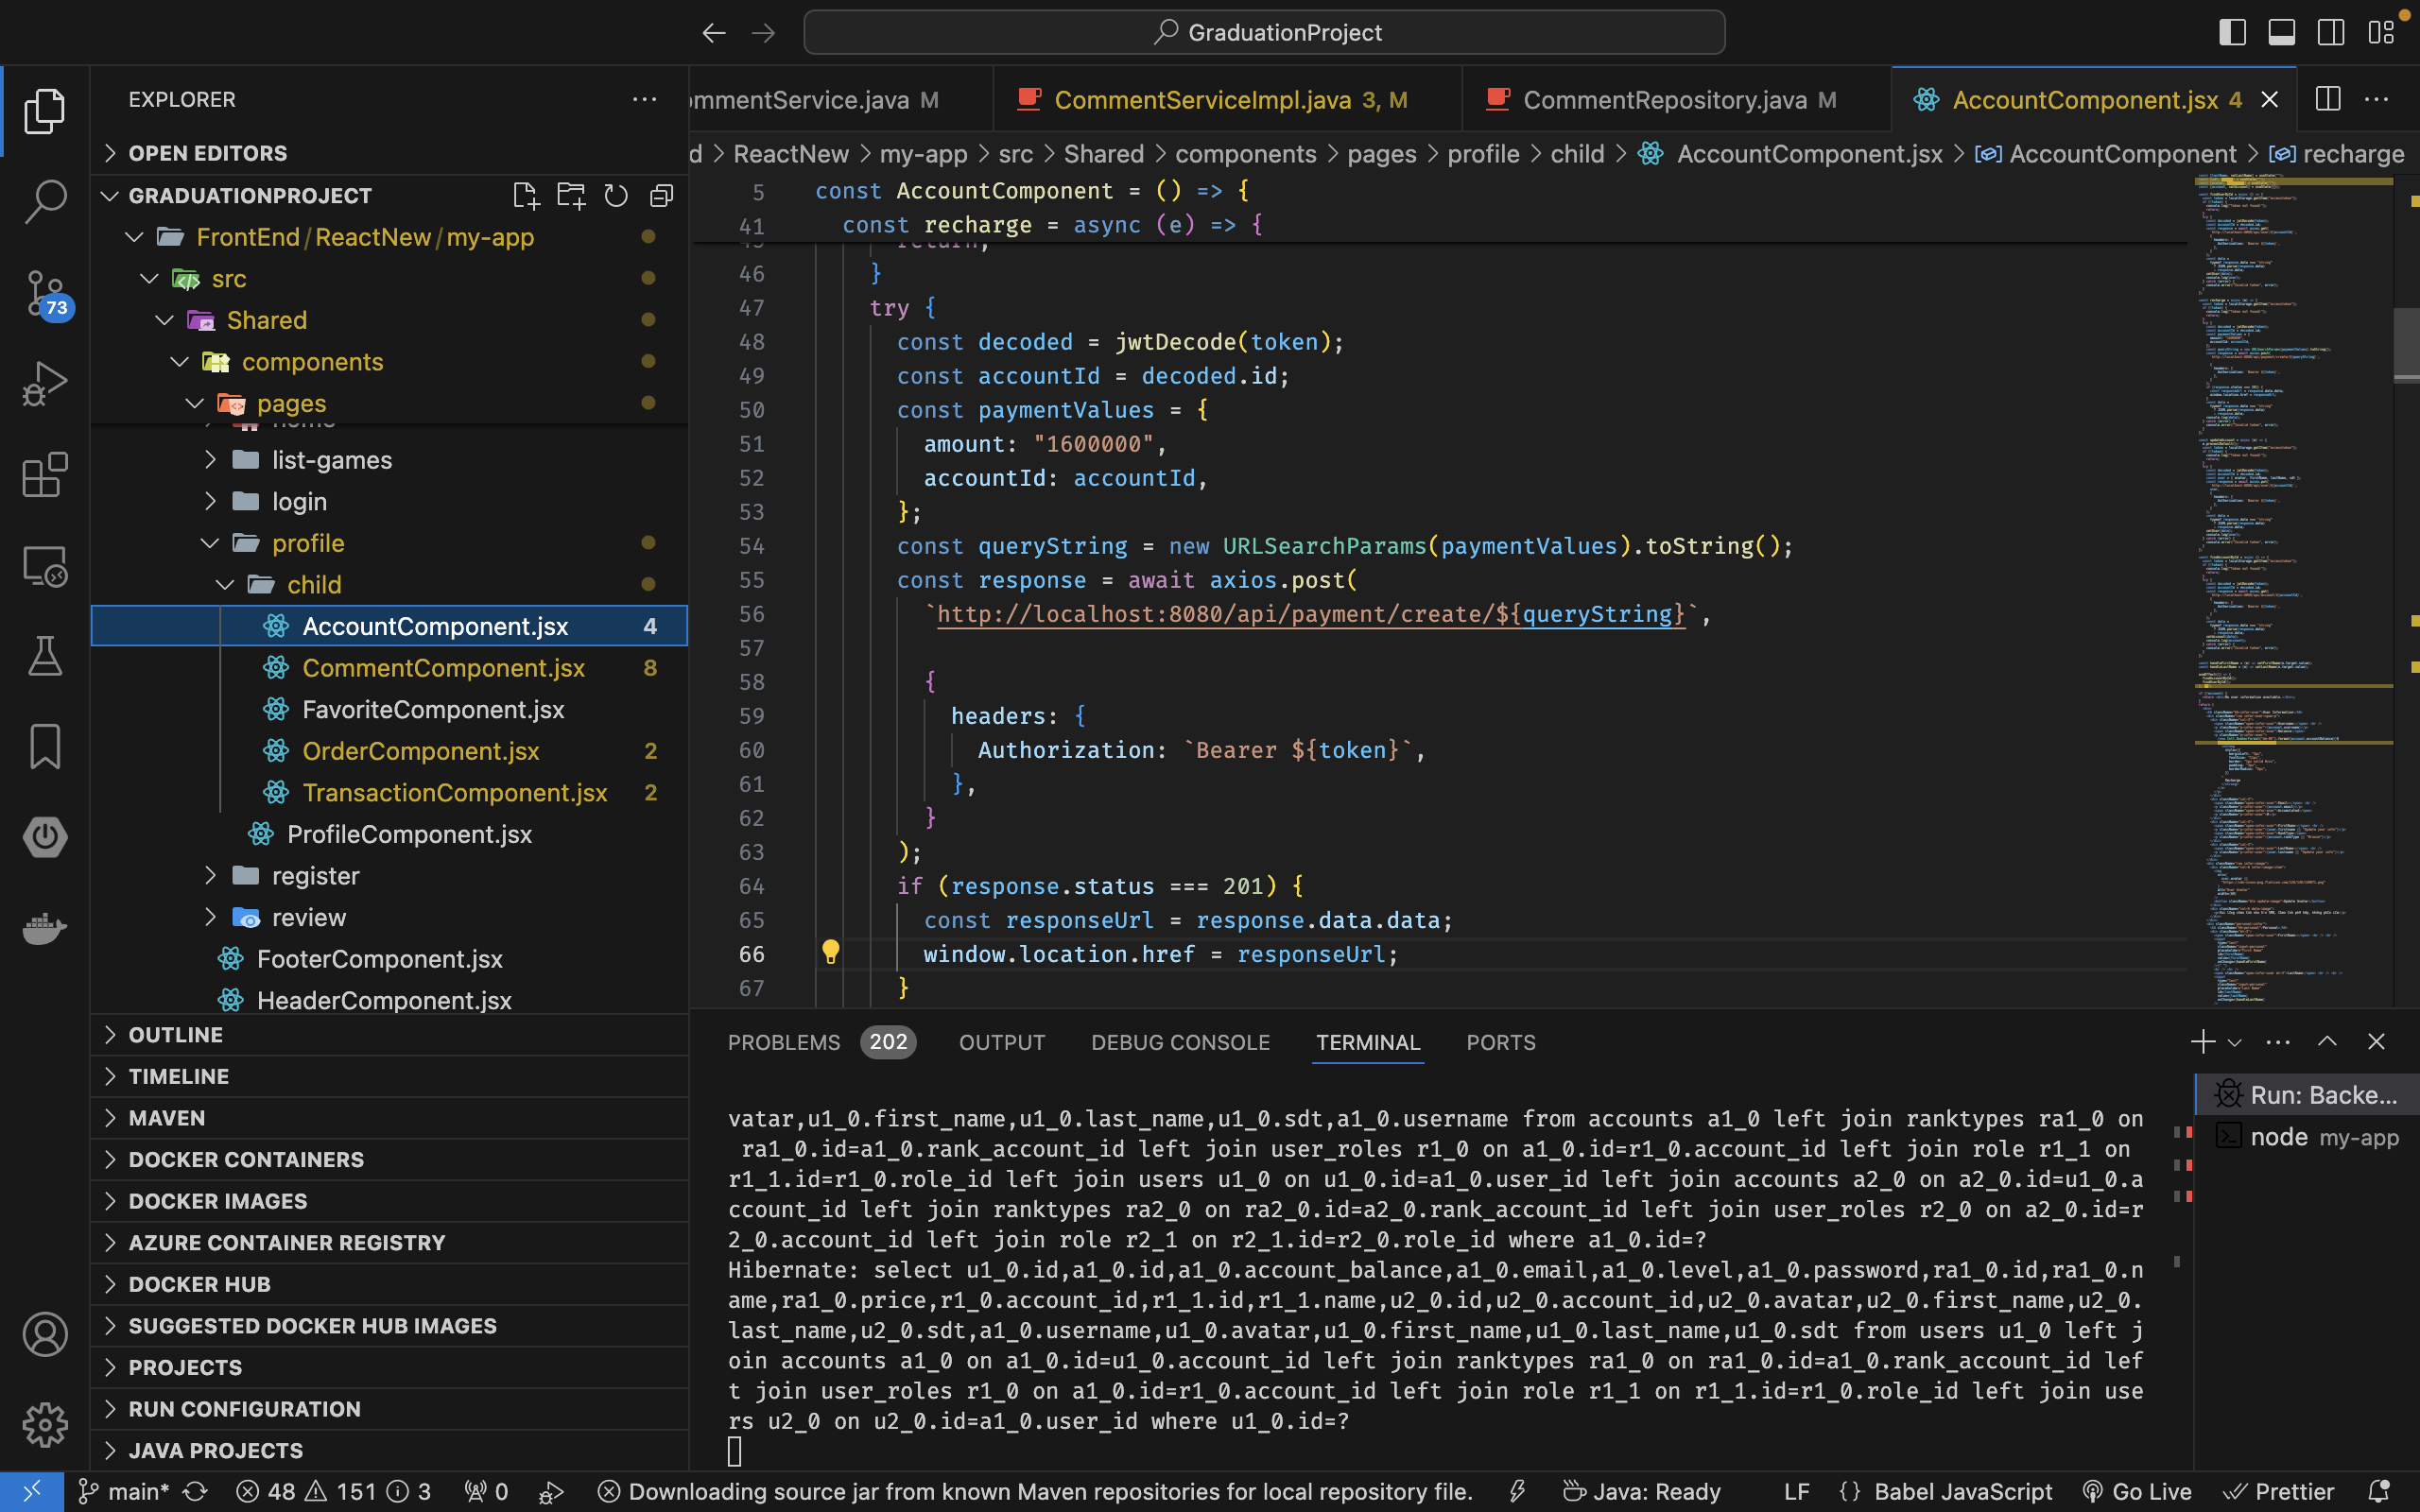 GraduationProject
EXPLORER
OPEN EDITORS
GRADUATIONPROJECT
FrontEnd/ReactNew/my-app
src
Shared
components
pages
home
list-games
login
profile
child
AccountComponent.jsx 4
CommentComponent.jsx 8
FavoriteComponent.jsx
OrderComponent.jsx 2
TransactionComponent.jsx 2
ProfileComponent.jsx
register
review
FooterComponent.jsx
HeaderComponent.jsx
OUTLINE
TIMELINE
MAVEN
DOCKER CONTAINERS
DOCKER IMAGES
AZURE CONTAINER REGISTRY
DOCKER HUB
SUGGESTED DOCKER HUB IMAGES
PROJECTS
RUN CONFIGURATION
JAVA PROJECTS
73
ommentService.java M
CommentServiceImpl.java 3, M
CommentRepository.java M
AccountComponent.jsx 4
d > ReactNew > my-app > src > Shared > components > pages > profile > child > AccountComponent.jsx > AccountComponent > recharge
5 const AccountComponent = () => {
41 const recharge = async (e) => {
45 return;
46 }
47 try {
48 const decoded = jwtDecode(token);
49 const accountId = decoded.id;
50 const paymentValues = {
51 amount: "1600000",
52 accountId: accountId,
53 };
54 const queryString = new URLSearchParams(paymentValues).toString();
55 const response = await axios.post(
56 `http://localhost:8080/api/payment/create/${queryString}`,
57
58 {
59 headers: {
60 Authorization: `Bearer ${token}`,
61 },
62 }
63 );
64 if (response.status === 201) {
65 const responseUrl = response.data.data;
66 window.location.href = responseUrl;
67 }
PROBLEMS 202 OUTPUT DEBUG CONSOLE TERMINAL PORTS
vatar,u1_0.first_name,u1_0.last_name,u1_0.sdt,a1_0.username from accounts a1_0 left join ranktypes ra1_0 on
ra1_0.id=a1_0.rank_account_id left join user_roles r1_0 on a1_0.id=r1_0.account_id left join role r1_1 on
r1_1.id=r1_0.role_id left join users u1_0 on u1_0.id=a1_0.user_id left join accounts a2_0 on a2_0.id=u1_0.a
ccount_id left join ranktypes ra2_0 on ra2_0.id=a2_0.rank_account_id left join user_roles r2_0 on a2_0.id=r
2_0.account_id left join role r2_1 on r2_1.id=r2_0.role_id where a1_0.id=?
Hibernate: select u1_0.id,a1_0.id,a1_0.account_balance,a1_0.email,a1_0.level,a1_0.password,ra1_0.id,ra1_0.n
ame,ra1_0.price,r1_0.account_id,r1_1.id,r1_1.name,u2_0.id,u2_0.account_id,u2_0.avatar,u2_0.first_name,u2_0.
last_name,u2_0.sdt,a1_0.username,u1_0.avatar,u1_0.first_name,u1_0.last_name,u1_0.sdt from users u1_0 left j
oin accounts a1_0 on a1_0.id=u1_0.account_id left join ranktypes ra1_0 on ra1_0.id=a1_0.rank_account_id lef
t join user_roles r1_0 on a1_0.id=r1_0.account_id left join role r1_1 on r1_1.id=r1_0.role_id left join use
rs u2_0 on u2_0.id=a1_0.user_id where u1_0.id=?
Run: Backe...
node my-app
main* 48 151 3 0 Downloading source jar from known Maven repositories for local repository file. Java: Ready LF {} Babel JavaScript Go Live Prettier